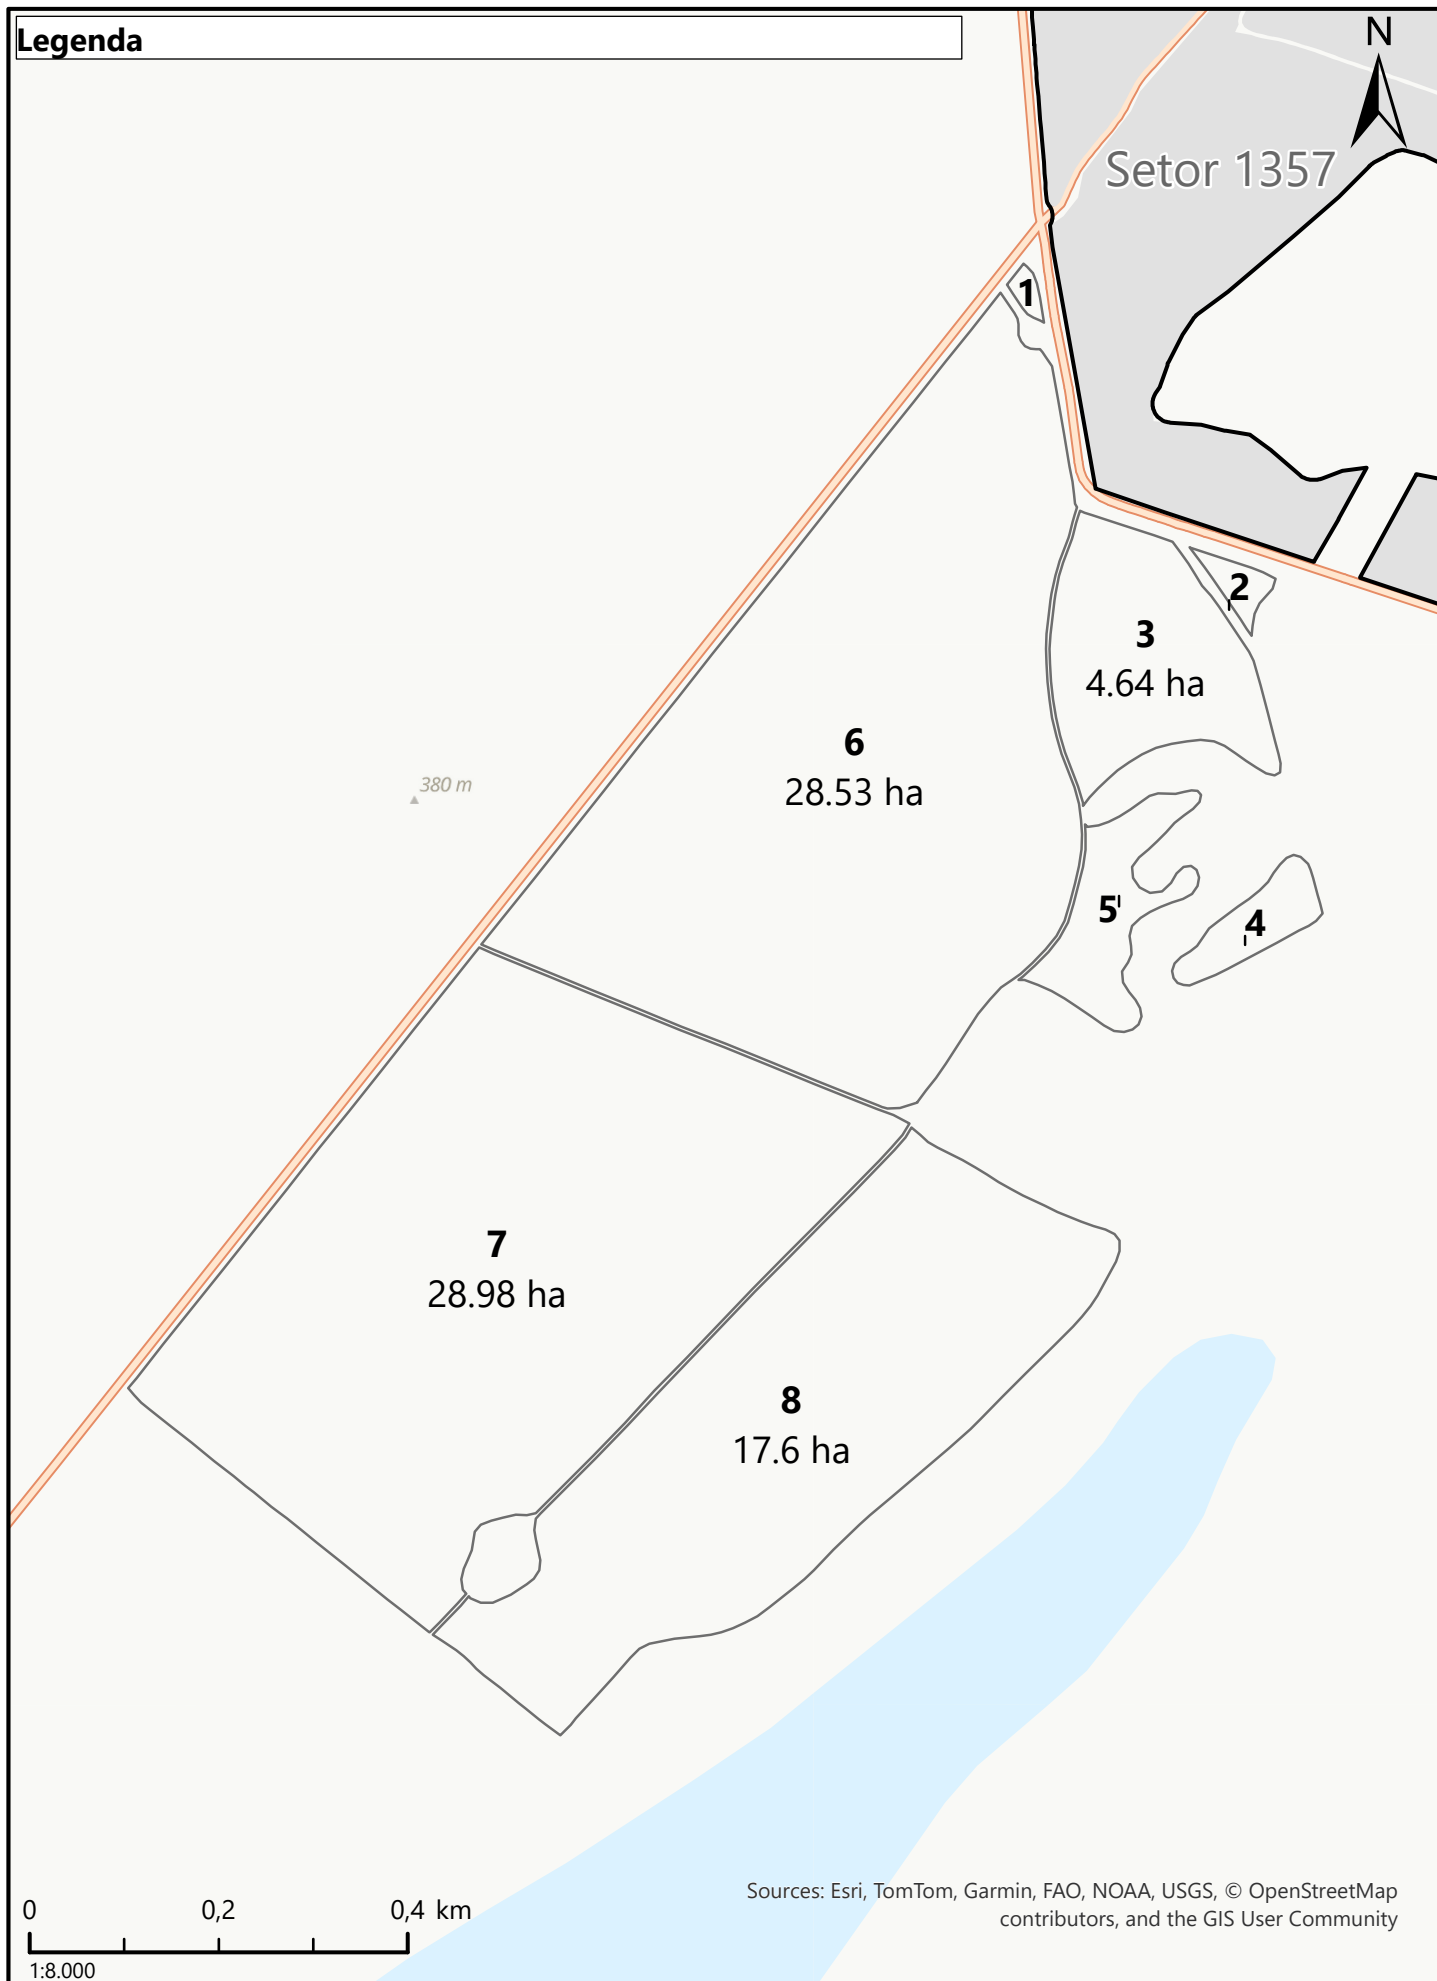 Legenda
N
Setor 1357
1
2
3
4.64 ha
6
28.53 ha
380 m
5
4
7
28.98 ha
8
17.6 ha
Sources: Esri, TomTom, Garmin, FAO, NOAA, USGS, © OpenStreetMap
contributors, and the GIS User Community
0 0,2 0,4 km
1:8.000